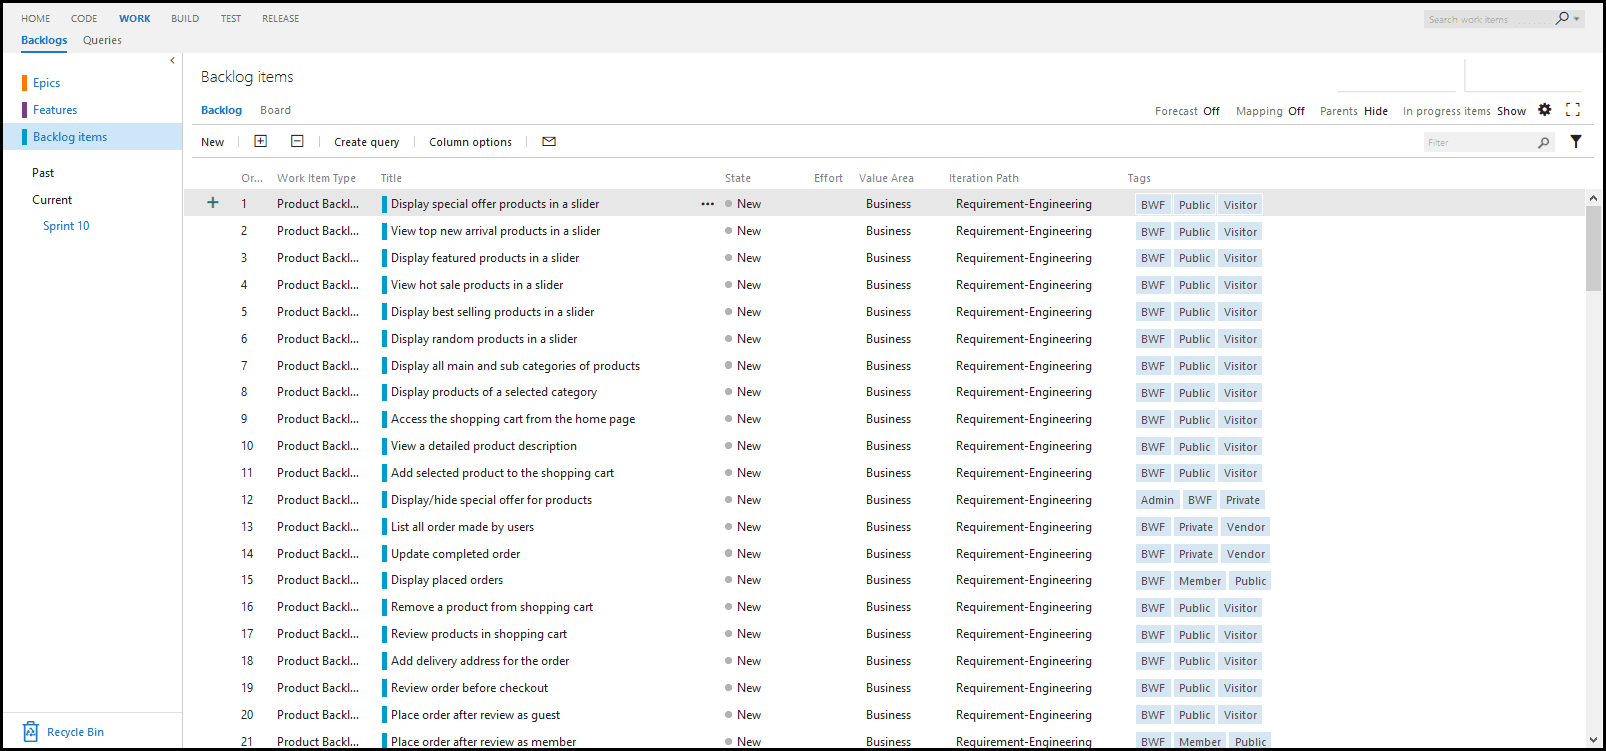 HOME CODE WORK BUILD TEST RELEASE
Search work items
Backlogs Queries
Epics
Features
Backlog items
Past
Current
Sprint 10
Recycle Bin
Backlog items
Backlog Board
Forecast Off Mapping Off Parents Hide In progress items Show
New Create query Column options
Filter
Or... Work Item Type Title State Effort Value Area Iteration Path Tags
1 Product Backl... Display special offer products in a slider ••• New Business Requirement-Engineering BWF Public Visitor
2 Product Backl... View top new arrival products in a slider New Business Requirement-Engineering BWF Public Visitor
3 Product Backl... Display featured products in a slider New Business Requirement-Engineering BWF Public Visitor
4 Product Backl... View hot sale products in a slider New Business Requirement-Engineering BWF Public Visitor
5 Product Backl... Display best selling products in a slider New Business Requirement-Engineering BWF Public Visitor
6 Product Backl... Display random products in a slider New Business Requirement-Engineering BWF Public Visitor
7 Product Backl... Display all main and sub categories of products New Business Requirement-Engineering BWF Public Visitor
8 Product Backl... Display products of a selected category New Business Requirement-Engineering BWF Public Visitor
9 Product Backl... Access the shopping cart from the home page New Business Requirement-Engineering BWF Public Visitor
10 Product Backl... View a detailed product description New Business Requirement-Engineering BWF Public Visitor
11 Product Backl... Add selected product to the shopping cart New Business Requirement-Engineering BWF Public Visitor
12 Product Backl... Display/hide special offer for products New Business Requirement-Engineering Admin BWF Private
13 Product Backl... List all order made by users New Business Requirement-Engineering BWF Private Vendor
14 Product Backl... Update completed order New Business Requirement-Engineering BWF Private Vendor
15 Product Backl... Display placed orders New Business Requirement-Engineering BWF Member Public
16 Product Backl... Remove a product from shopping cart New Business Requirement-Engineering BWF Public Visitor
17 Product Backl... Review products in shopping cart New Business Requirement-Engineering BWF Public Visitor
18 Product Backl... Add delivery address for the order New Business Requirement-Engineering BWF Public Visitor
19 Product Backl... Review order before checkout New Business Requirement-Engineering BWF Public Visitor
20 Product Backl... Place order after review as guest New Business Requirement-Engineering BWF Public Visitor
21 Product Backl... Place order after review as member New Business Requirement-Engineering BWF Member Public